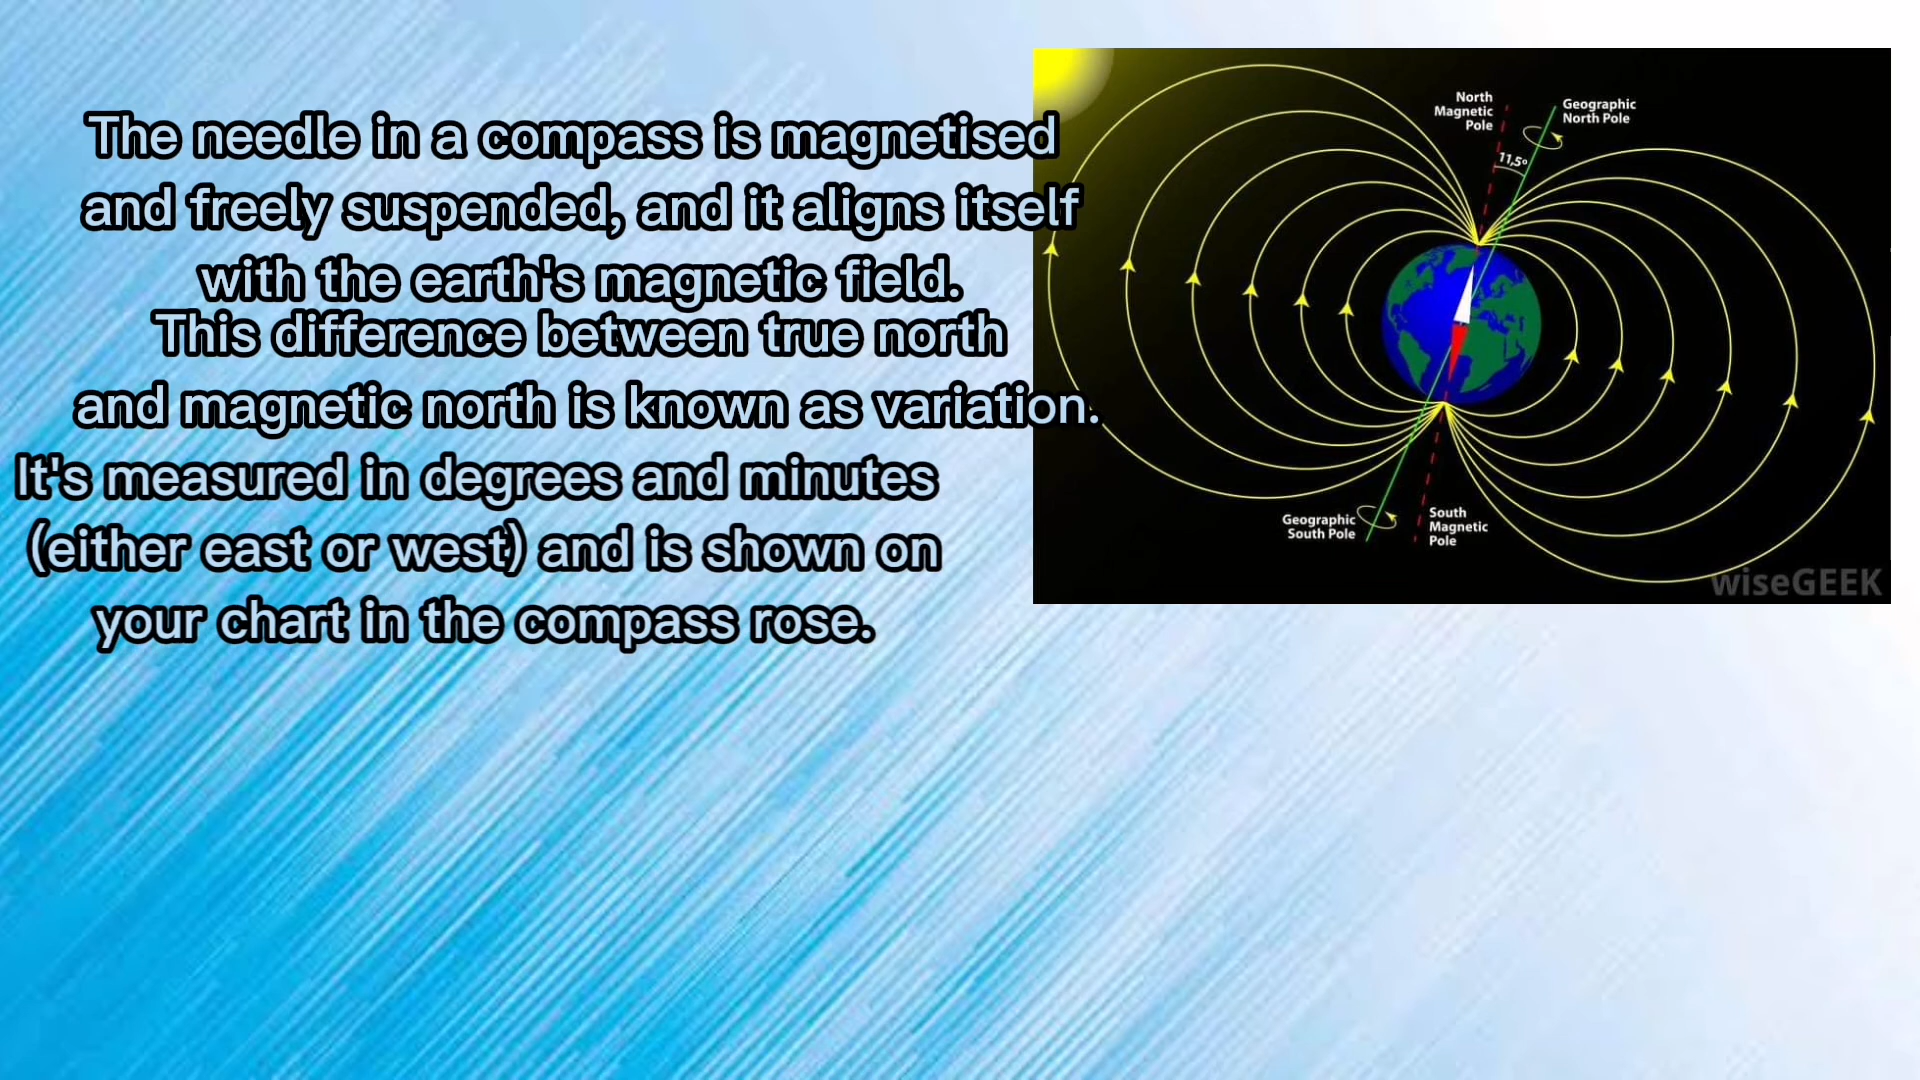 The needle in a compass is magnetised
and freely suspended, and it aligns itself
with the earth's magnetic field.
This difference between true north
and magnetic north is known as variation.
It's measured in degrees and minutes
(either east or west) and is shown on
your chart in the compass rose.
North
Magnetic
Pole
Geographic
North Pole
11,5°
Geographic
South Pole
South
Magnetic
Pole
wiseGEEK